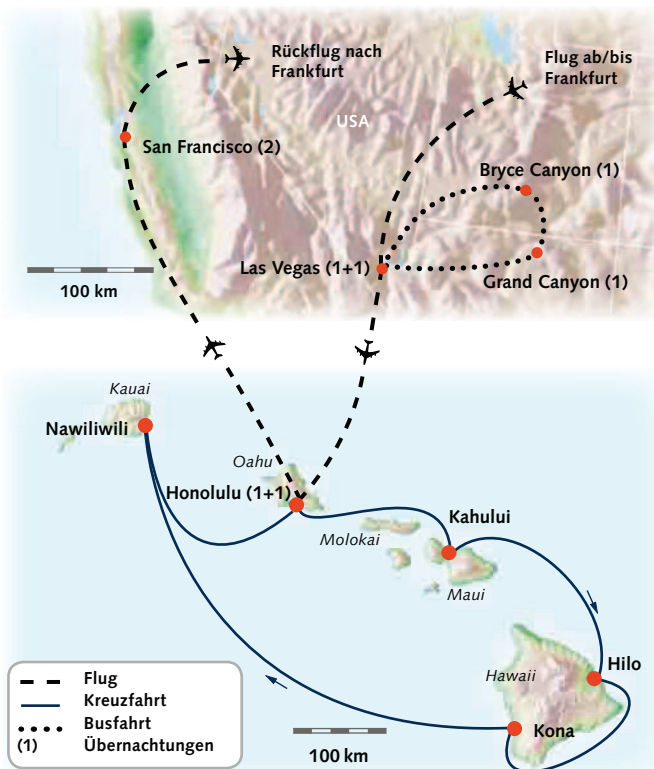 Rückflug nach
Frankfurt
Flug ab/bis
Frankfurt
USA
San Francisco (2)
Bryce Canyon (1)
Las Vegas (1+1)
Grand Canyon (1)
100 km
Kauai
Nawiliwili
Oahu
Honolulu (1+1)
Kahului
Molokai
Maui
Hilo
Hawaii
Kona
Flug
Kreuzfahrt
Busfahrt
(1) Übernachtungen
100 km